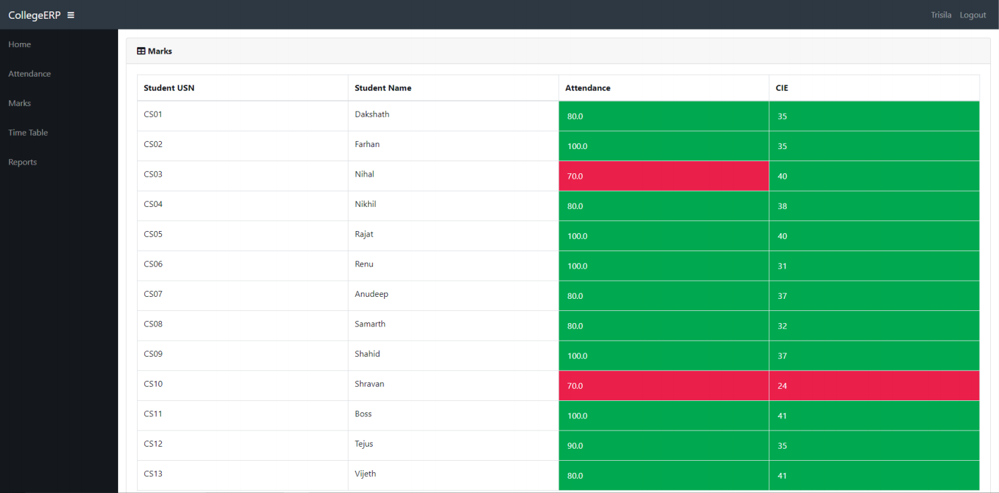 CollegeERP Trisila Logout
Home
Attendance
Marks
Time Table
Reports
Marks
Student USN Student Name Attendance CIE
CS01 Dakshath 80.0 35
CS02 Farhan 100.0 35
CS03 Nihal 70.0 40
CS04 Nikhil 80.0 38
CS05 Rajat 100.0 40
CS06 Renu 100.0 31
CS07 Anudeep 80.0 37
CS08 Samarth 80.0 32
CS09 Shahid 100.0 37
CS10 Shravan 70.0 24
CS11 Boss 100.0 41
CS12 Tejus 90.0 35
CS13 Vijeth 80.0 41